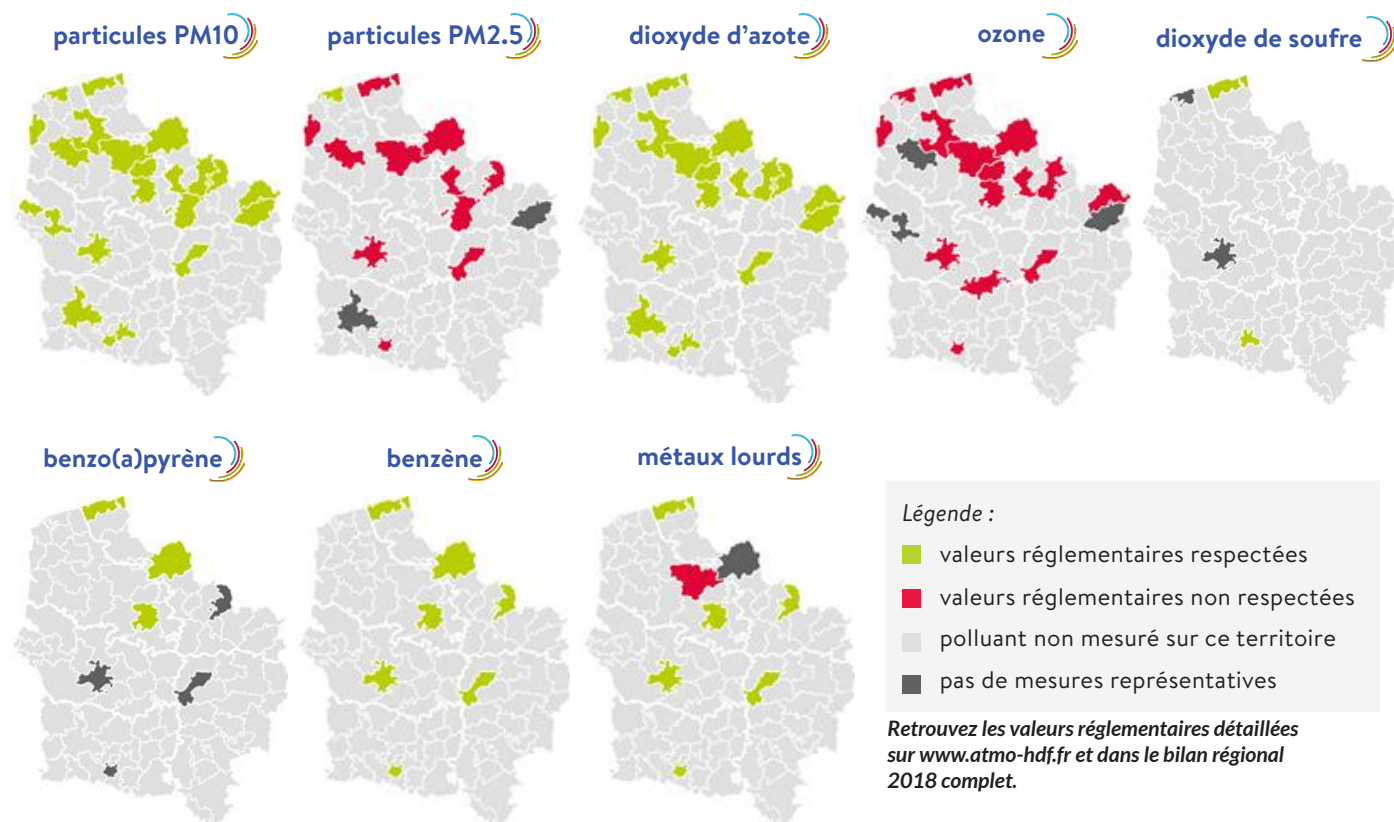 particules PM10
particules PM2.5
dioxyde d'azote
ozone
dioxyde de soufre
benzo(a)pyrène
benzène
métaux lourds
Légende :
valeurs réglementaires respectées
valeurs réglementaires non respectées
polluant non mesuré sur ce territoire
pas de mesures représentatives
Retrouvez les valeurs réglementaires détaillées
sur www.atmo-hdf.fr et dans le bilan régional
2018 complet.